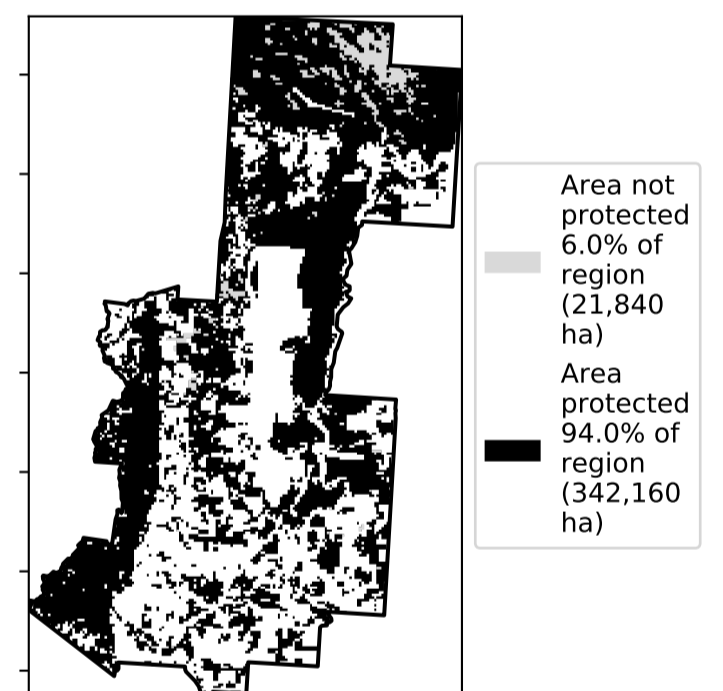 Area not
protected
6.0% of
region
(21,840
ha)
Area
protected
94.0% of
region
(342,160
ha)